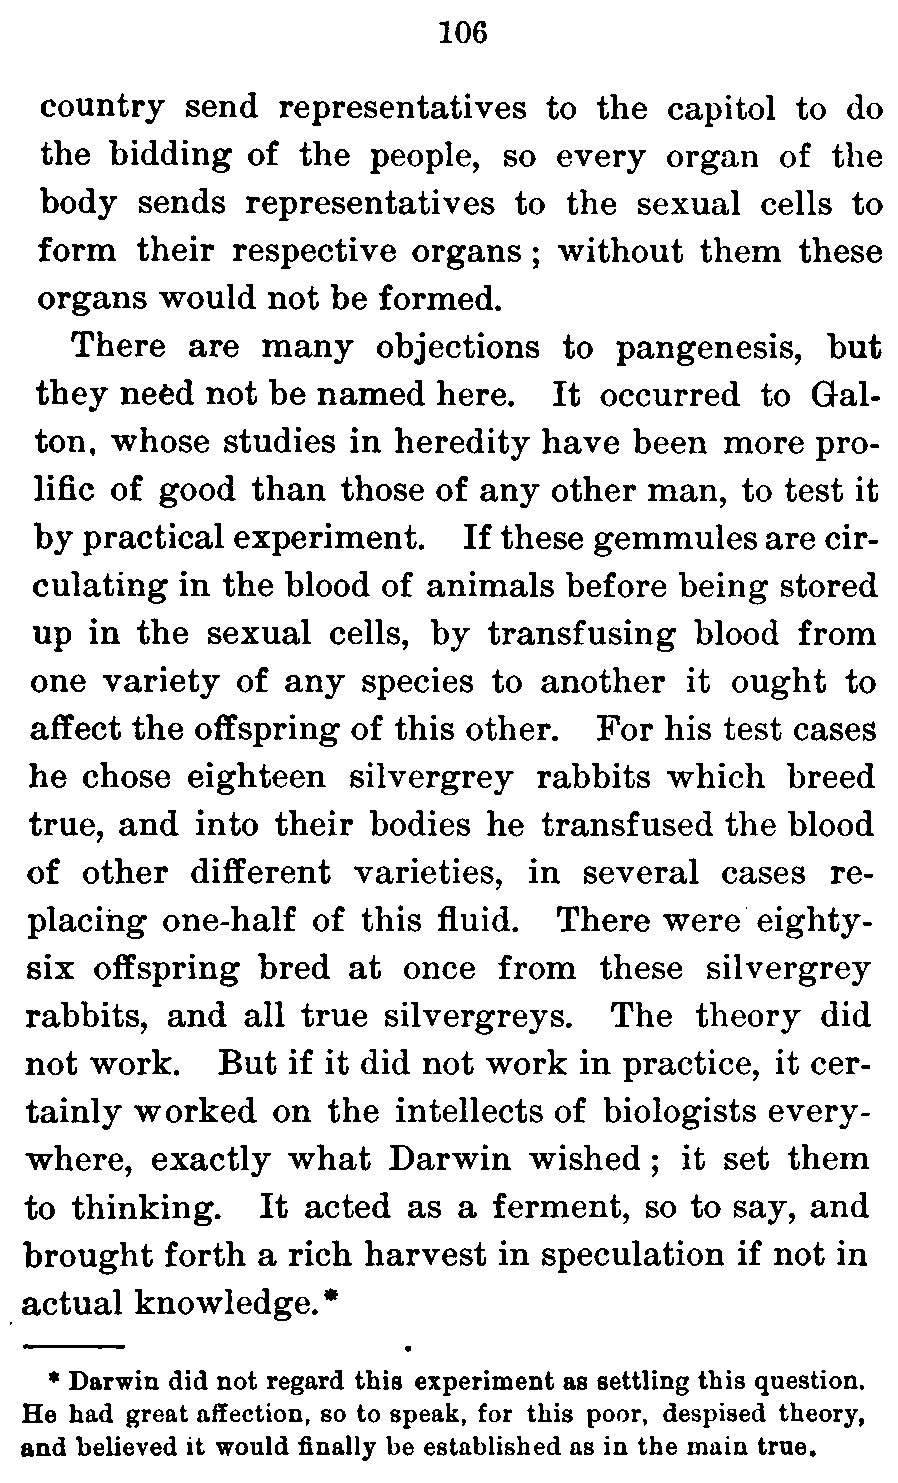 106
country send representatives to the capitol to do
the bidding of the people, so every organ of the
body sends representatives to the sexual cells to
form their respective organs ; without them these
organs would not be formed.
There are many objections to pangenesis, but
they need not be named here. It occurred to Gal-
ton, whose studies in heredity have been more pro-
lific of good than those of any other man, to test it
by practical experiment. If these gemmules are cir-
culating in the blood of animals before being stored
up in the sexual cells, by transfusing blood from
one variety of any species to another it ought to
affect the offspring of this other. For his test cases
he chose eighteen silvergrey rabbits which breed
true, and into their bodies he transfused the blood
of other different varieties, in several cases re-
placing one-half of this fluid. There were eighty-
six offspring bred at once from these silvergrey
rabbits, and all true silvergreys. The theory did
not work. But if it did not work in practice, it cer-
tainly worked on the intellects of biologists every-
where, exactly what Darwin wished ; it set them
to thinking. It acted as a ferment, so to say, and
brought forth a rich harvest in speculation if not in
actual knowledge.*
* Darwin did not regard this experiment as settling this question.
He had great affection, so to speak, for this poor, despised theory,
and believed it would finally be established as in the main true.